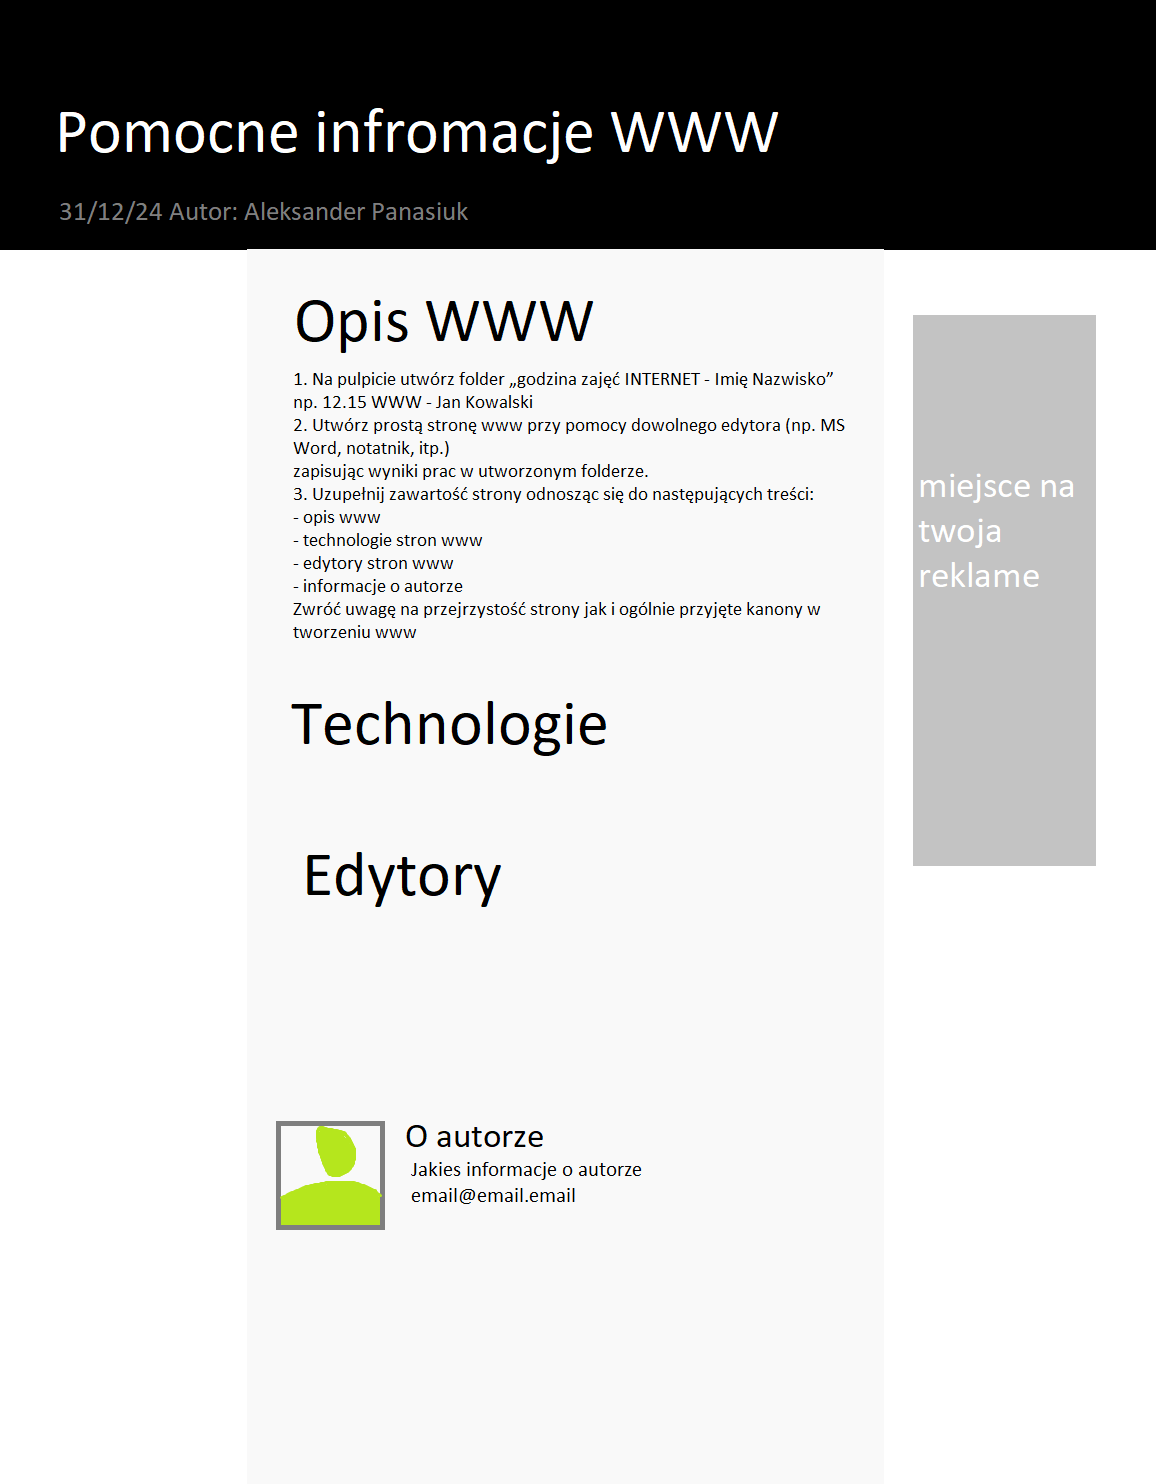 Pomocne infromacje WWW
31/12/24 Autor: Aleksander Panasiuk
Opis WWW
1. Na pulpicie utwórz folder „godzina zajęć INTERNET - Imię Nazwisko”
np. 12.15 WWW - Jan Kowalski
2. Utwórz prostą stronę www przy pomocy dowolnego edytora (np. MS
Word, notatnik, itp.)
zapisując wyniki prac w utworzonym folderze.
3. Uzupełnij zawartość strony odnosząc się do następujących treści:
- opis www
- technologie stron www
- edytory stron www
- informacje o autorze
Zwróć uwagę na przejrzystość strony jak i ogólnie przyjęte kanony w
tworzeniu www
Technologie
Edytory
O autorze
Jakies informacje o autorze
email@email.email
miejsce na
twoja
reklame